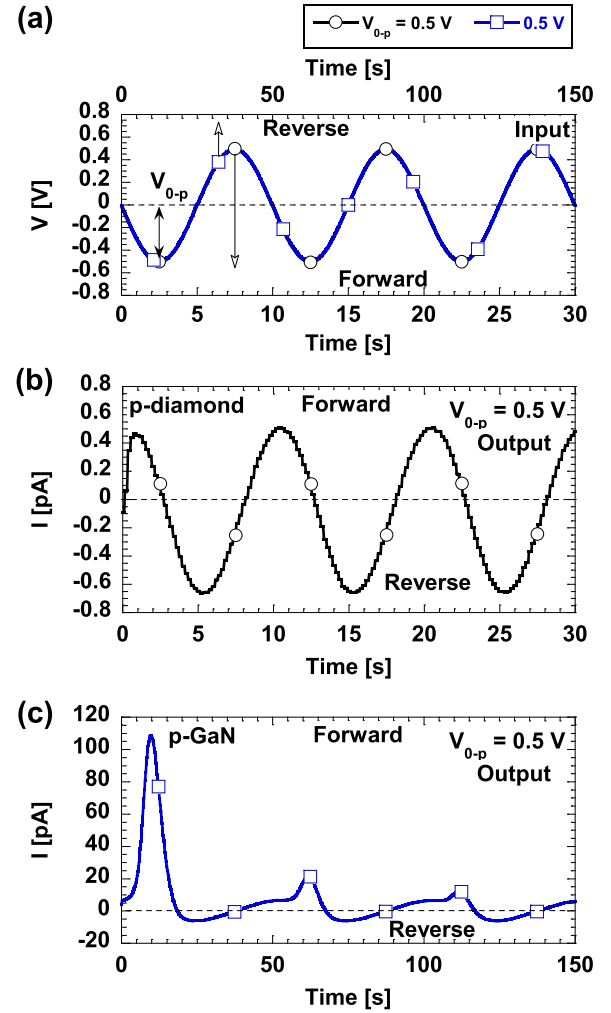 (a)
V0-p = 0.5 V 0.5 V
Time [s]
0 50 100 150
0.8
0.6
0.4
0.2
0
-0.2
-0.4
-0.6
-0.8
V [V]
Reverse
Input
V0-p
Forward
0 5 10 15 20 25 30
Time [s]
(b)
0.8
0.6
0.4
0.2
0
-0.2
-0.4
-0.6
-0.8
I [pA]
p-diamond Forward V0-p = 0.5 V
Output
Reverse
0 5 10 15 20 25 30
Time [s]
(c)
120
100
80
60
40
20
0
-20
I [pA]
p-GaN Forward V0-p = 0.5 V
Output
Reverse
0 50 100 150
Time [s]